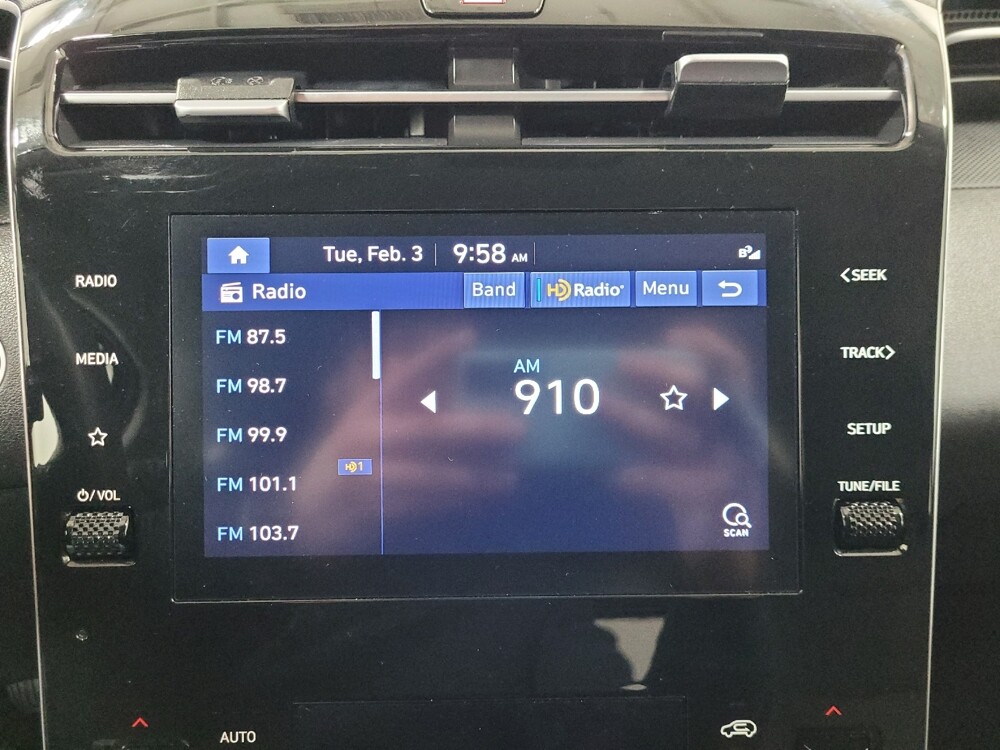 Tue, Feb. 3 9:58 AM B
Radio Band HD Radio Menu
RADIO
MEDIA
/VOL
FM 87.5
FM 98.7
FM 99.9
HD 1
FM 101.1
FM 103.7
AM
910
SCAN
<SEEK
TRACK>
SETUP
TUNE/FILE
AUTO